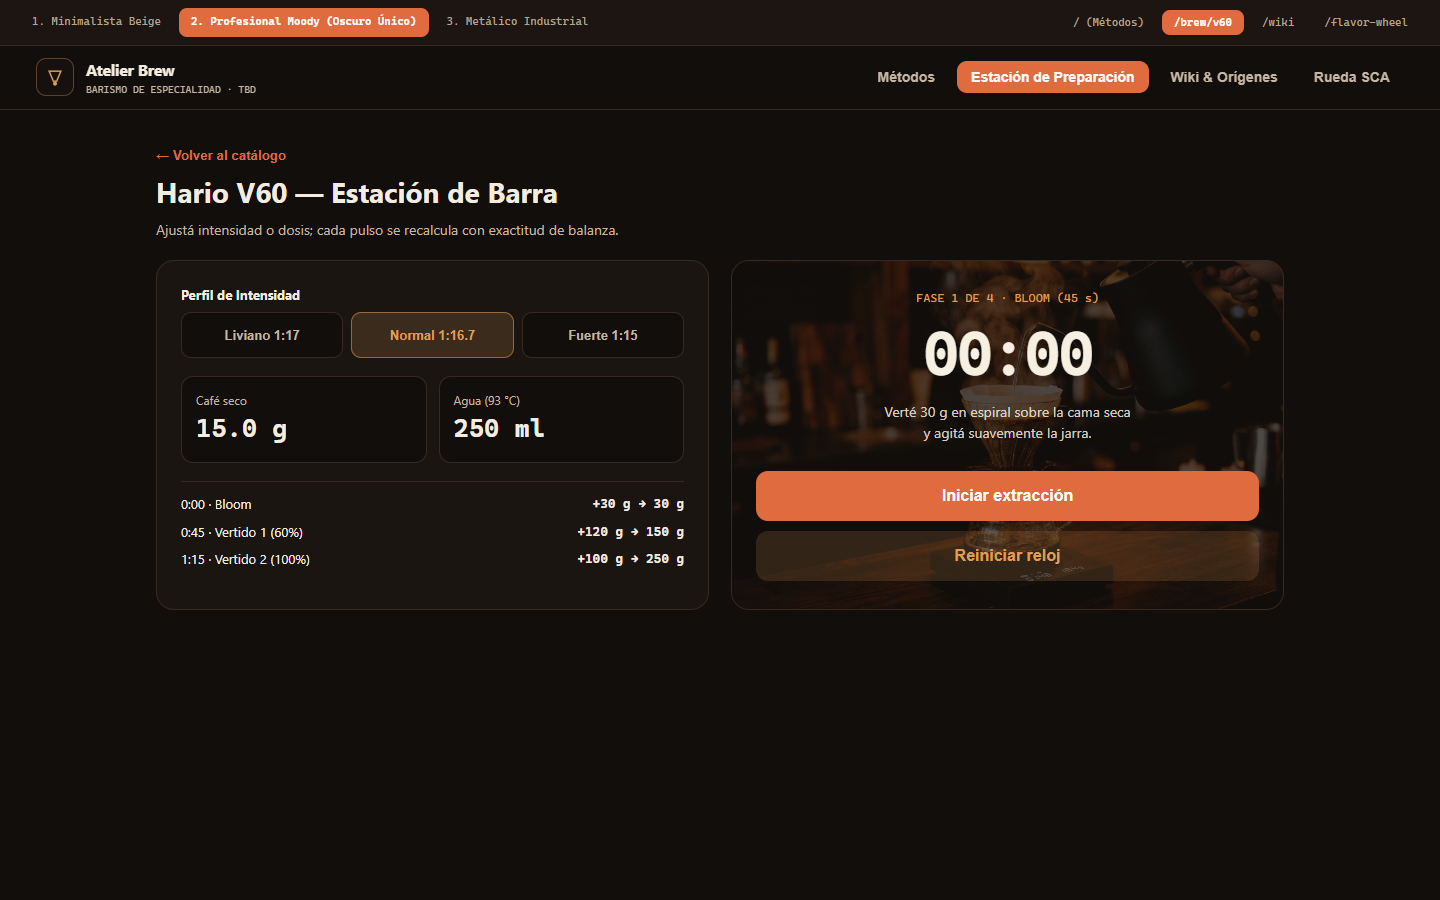 1. Minimalista Beige
2. Profesional Moody (Oscuro Único)
3. Metálico Industrial
/ (Métodos)
/brew/v60
/wiki
/flavor-wheel
Atelier Brew
BARISMO DE ESPECIALIDAD · TBD
Métodos
Estación de Preparación
Wiki & Orígenes
Rueda SCA
← Volver al catálogo
Hario V60 — Estación de Barra
Ajustá intensidad o dosis; cada pulso se recalcula con exactitud de balanza.
Perfil de Intensidad
Liviano 1:17
Normal 1:16.7
Fuerte 1:15
Café seco
15.0 g
Agua (93 °C)
250 ml
0:00 · Bloom +30 g → 30 g
0:45 · Vertido 1 (60%) +120 g → 150 g
1:15 · Vertido 2 (100%) +100 g → 250 g
FASE 1 DE 4 · BLOOM (45 s)
00:00
Verté 30 g en espiral sobre la cama seca
y agitá suavemente la jarra.
Iniciar extracción
Reiniciar reloj